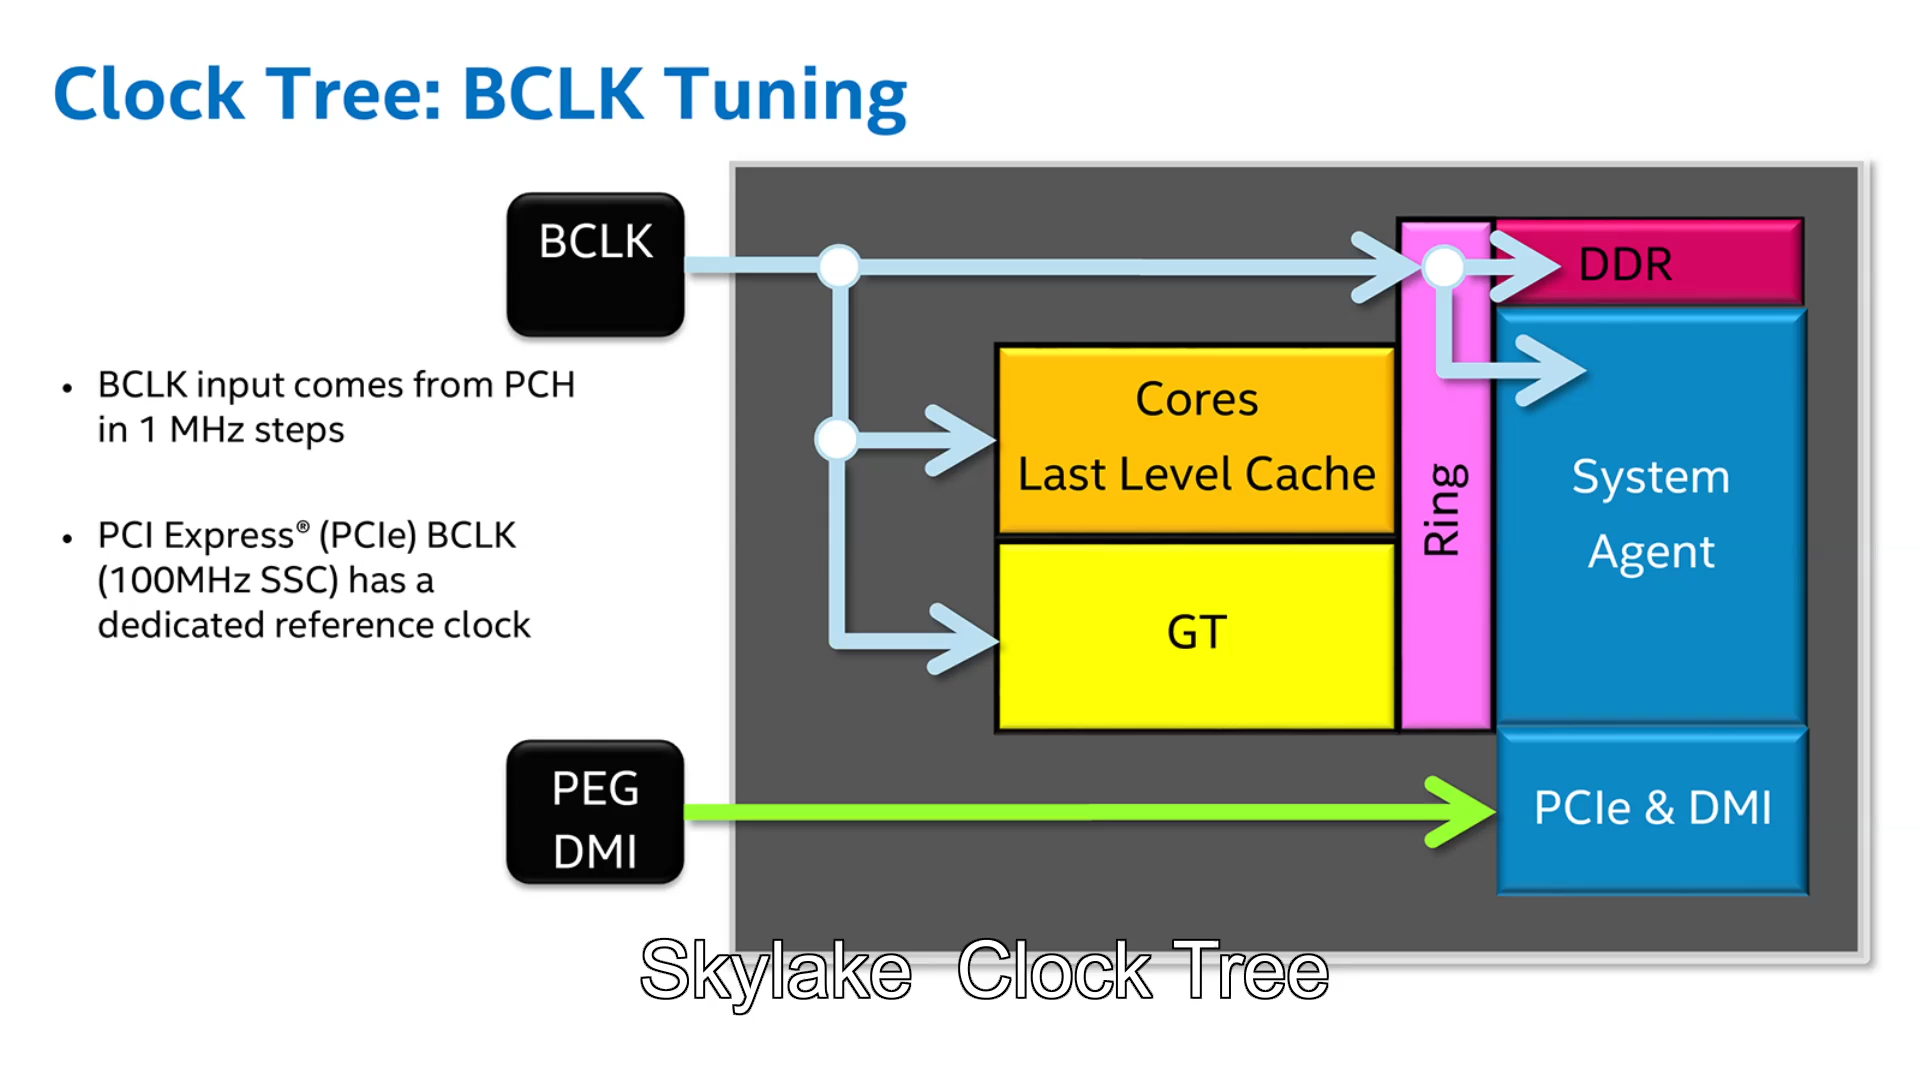 Clock Tree: BCLK Tuning
BCLK
• BCLK input comes from PCH
in 1 MHz steps
• PCI Express® (PCIe) BCLK
(100MHz SSC) has a
dedicated reference clock
PEG
DMI
Cores
Last Level Cache
GT
Ring
DDR
System
Agent
PCIe & DMI
Skylake Clock Tree